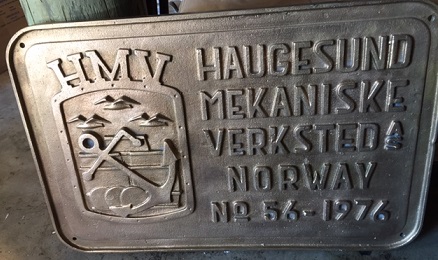 HMV
HAUGESUND
MEKANISKE
VERKSTED A/S
NORWAY
No 56-1976